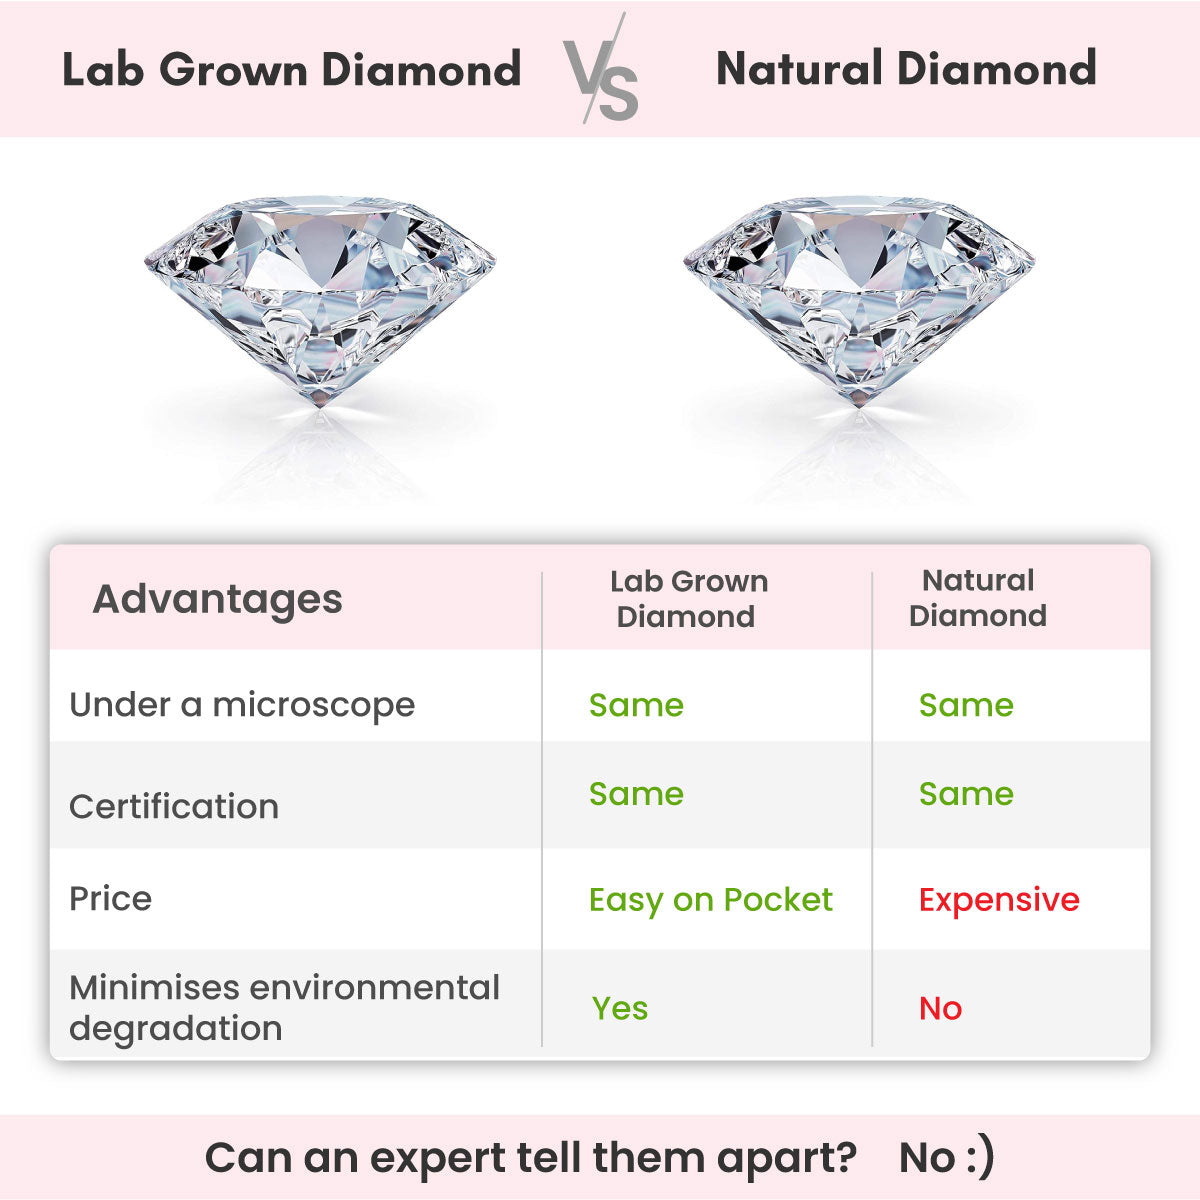 Lab Grown Diamond VS Natural Diamond
Advantages
Lab Grown
Diamond
Natural
Diamond
Under a microscope
Same
Same
Certification
Same
Same
Price
Easy on Pocket
Expensive
Minimises environmental
degradation
Yes
No
Can an expert tell them apart? No :)